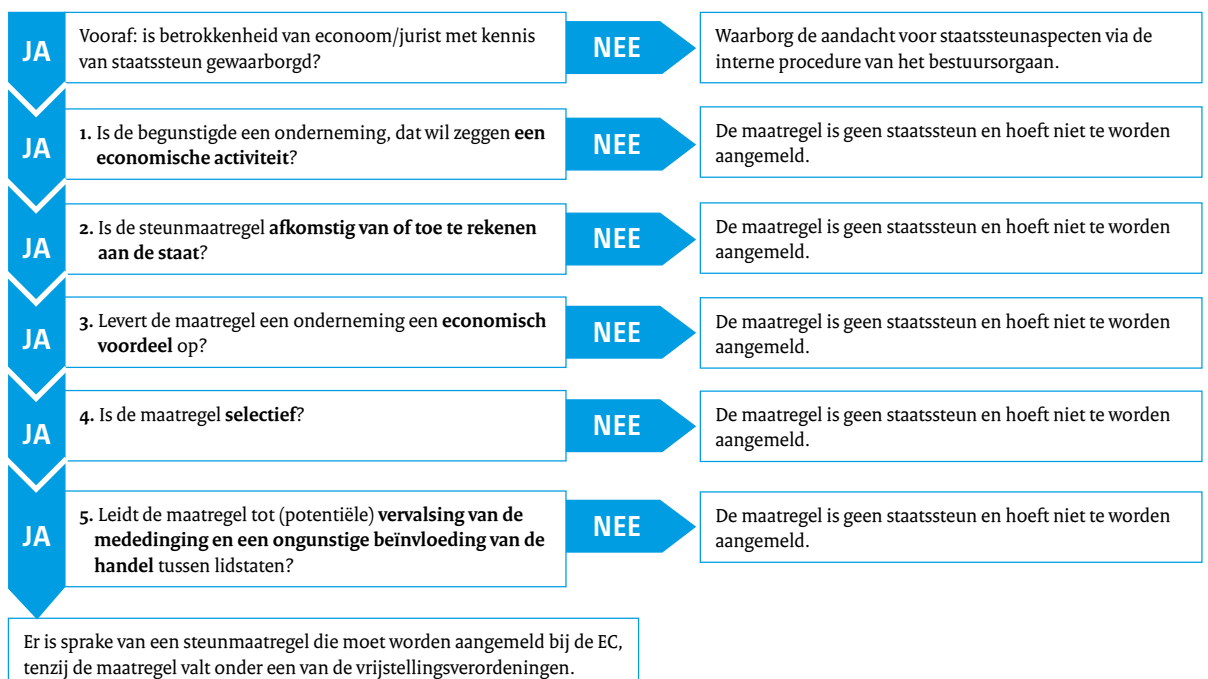 JA
Vooraf: is betrokkenheid van econoom/jurist met kennis
van staatssteun gewaarborgd?
NEE
Waarborg de aandacht voor staatssteunaspecten via de
interne procedure van het bestuursorgaan.
JA
1. Is de begunstigde een onderneming, dat wil zeggen een
economische activiteit?
NEE
De maatregel is geen staatssteun en hoeft niet te worden
aangemeld.
JA
2. Is de steunmaatregel afkomstig van of toe te rekenen
aan de staat?
NEE
De maatregel is geen staatssteun en hoeft niet te worden
aangemeld.
JA
3. Levert de maatregel een onderneming een economisch
voordeel op?
NEE
De maatregel is geen staatssteun en hoeft niet te worden
aangemeld.
JA
4. Is de maatregel selectief?
NEE
De maatregel is geen staatssteun en hoeft niet te worden
aangemeld.
JA
5. Leidt de maatregel tot (potentiële) vervalsing van de
mededinging en een ongunstige beïnvloeding van de
handel tussen lidstaten?
NEE
De maatregel is geen staatssteun en hoeft niet te worden
aangemeld.
Er is sprake van een steunmaatregel die moet worden aangemeld bij de EC,
tenzij de maatregel valt onder een van de vrijstellingsverordeningen.